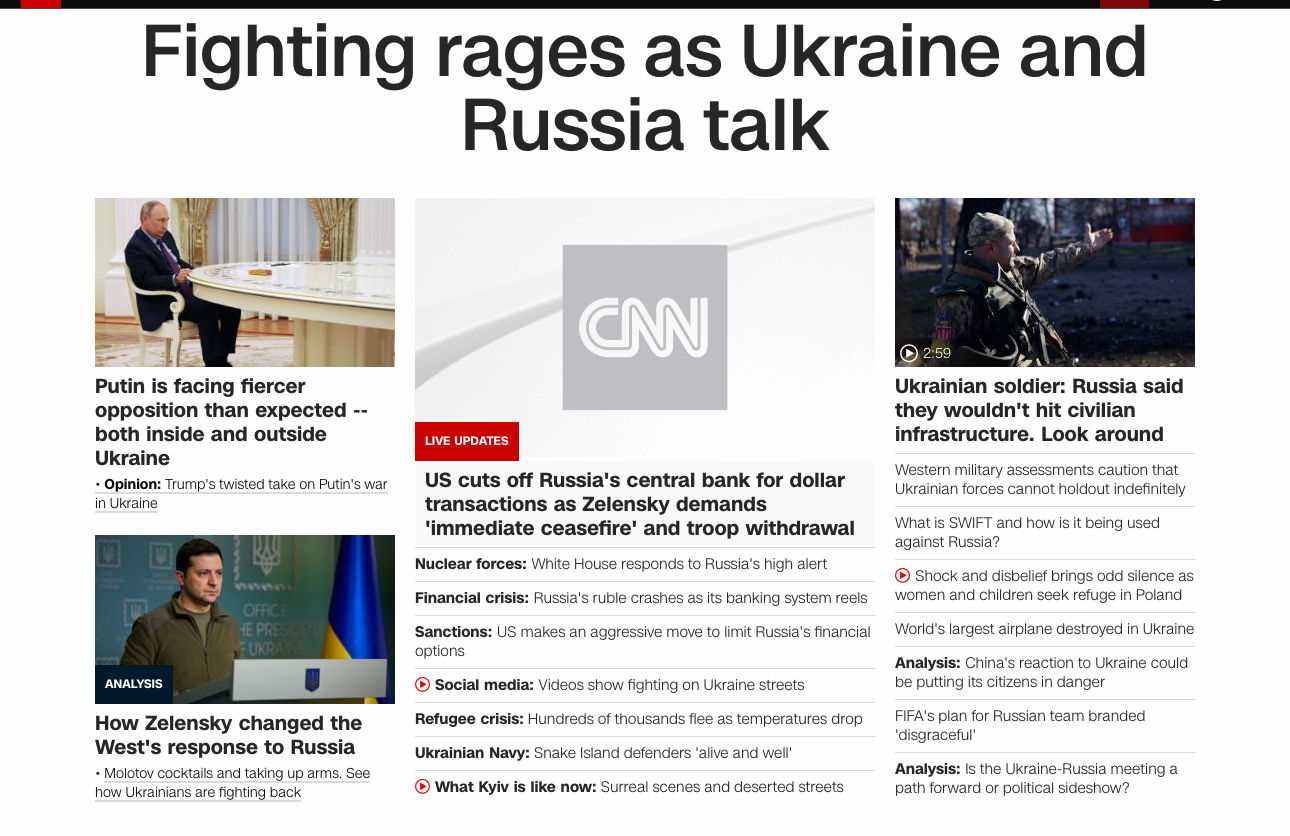 Fighting rages as Ukraine and
Russia talk
Putin is facing fiercer
opposition than expected --
both inside and outside
Ukraine
• Opinion: Trump's twisted take on Putin's war
in Ukraine
OFFICE
HE PRESIDENT
UKRAINE
ANALYSIS
How Zelensky changed the
West's response to Russia
• Molotov cocktails and taking up arms. See
how Ukrainians are fighting back
CNN
LIVE UPDATES
US cuts off Russia's central bank for dollar
transactions as Zelensky demands
'immediate ceasefire' and troop withdrawal
Nuclear forces: White House responds to Russia's high alert
Financial crisis: Russia's ruble crashes as its banking system reels
Sanctions: US makes an aggressive move to limit Russia's financial
options
Social media: Videos show fighting on Ukraine streets
Refugee crisis: Hundreds of thousands flee as temperatures drop
Ukrainian Navy: Snake Island defenders 'alive and well'
What Kyiv is like now: Surreal scenes and deserted streets
2:59
Ukrainian soldier: Russia said
they wouldn't hit civilian
infrastructure. Look around
Western military assessments caution that
Ukrainian forces cannot holdout indefinitely
What is SWIFT and how is it being used
against Russia?
Shock and disbelief brings odd silence as
women and children seek refuge in Poland
World's largest airplane destroyed in Ukraine
Analysis: China's reaction to Ukraine could
be putting its citizens in danger
FIFA's plan for Russian team branded
'disgraceful'
Analysis: Is the Ukraine-Russia meeting a
path forward or political sideshow?